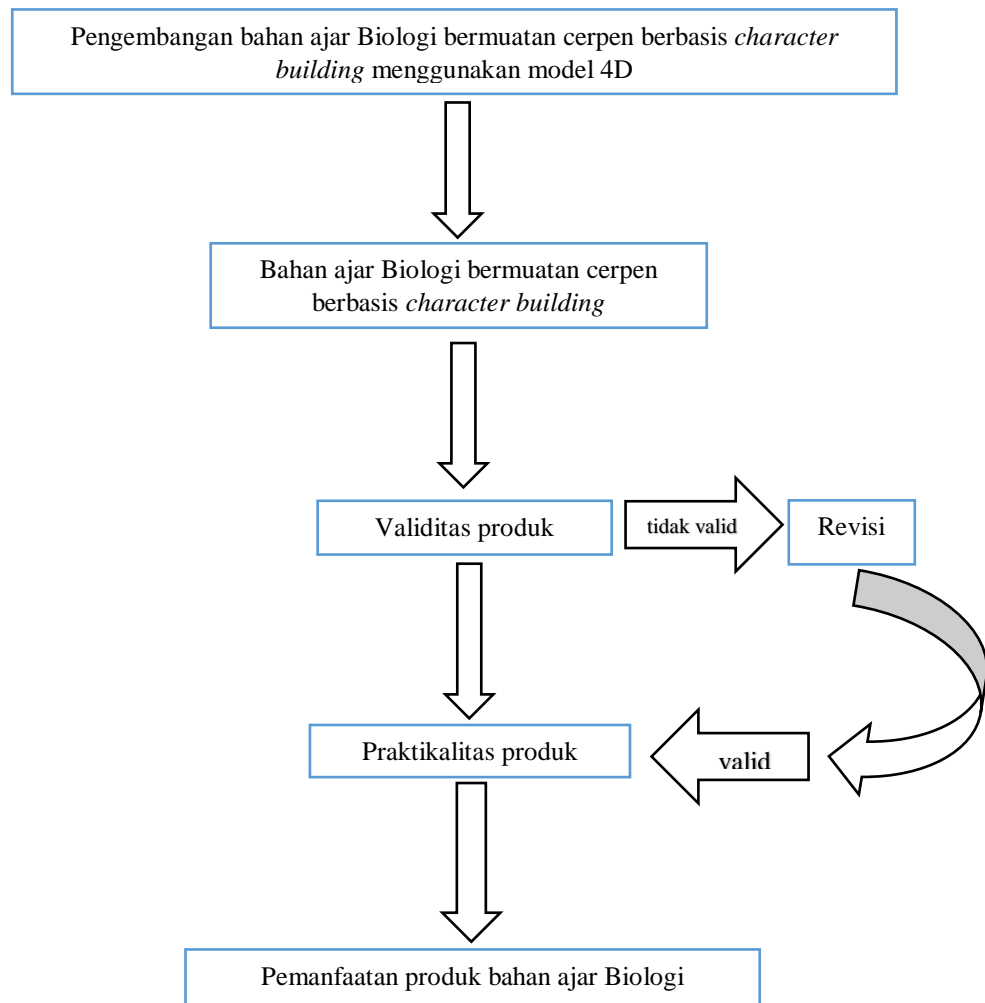 Pengembangan bahan ajar Biologi bermuatan cerpen berbasis character
building menggunakan model 4D
Bahan ajar Biologi bermuatan cerpen
berbasis character building
Validitas produk
tidak valid
Revisi
Praktikalitas produk
valid
Pemanfaatan produk bahan ajar Biologi